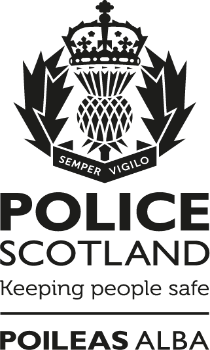 SEMPER VIGILO
POLICE
SCOTLAND
Keeping people safe
POILEAS ALBA